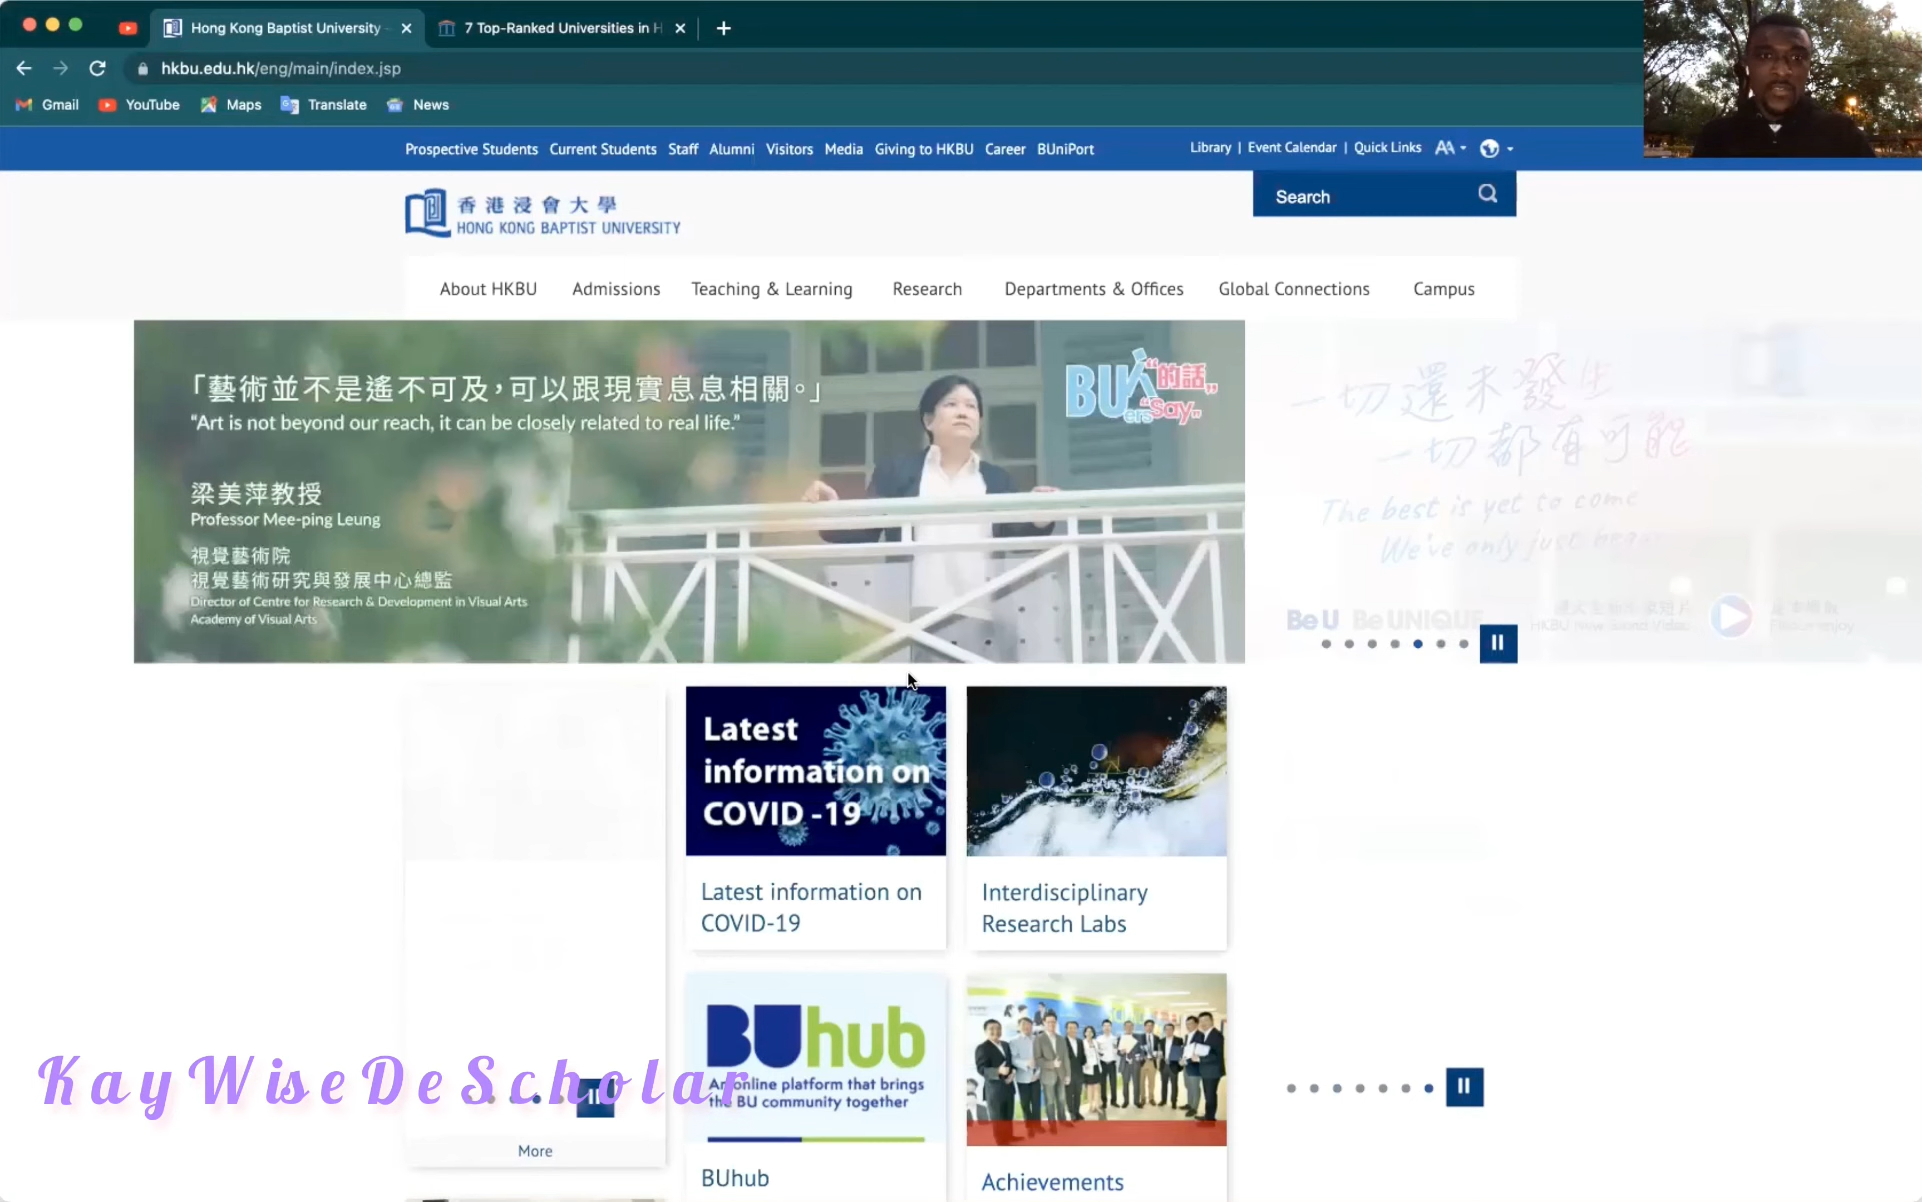 Hong Kong Baptist University -
7 Top-Ranked Universities in H
hkbu.edu.hk/eng/main/index.jsp
Gmail
YouTube
Maps
Translate
News
Prospective Students
Current Students
Staff
Alumni
Visitors
Media
Giving to HKBU
Career
BUniPort
Library | Event Calendar | Quick Links
AA
Search
香港浸會大學
HONG KONG BAPTIST UNIVERSITY
About HKBU
Admissions
Teaching & Learning
Research
Departments & Offices
Global Connections
Campus
「藝術並不是遙不可及，可以跟現實息息相關。」
“Art is not beyond our reach, it can be closely related to real life.”
BUers
“的話”
“Say”
梁美萍教授
Professor Mee-ping Leung
視覺藝術院
視覺藝術研究與發展中心總監
Director of Centre for Research & Development in Visual Arts
Academy of Visual Arts
一切還未發生
一切都有可能
The best is yet to come
We've only just
Be U Be UNIQUE
Latest
information on
COVID -19
Latest information on
COVID-19
Interdisciplinary
Research Labs
BUhub
An online platform that brings
the BU community together
BUhub
Achievements
KayWiseDeScholar
More